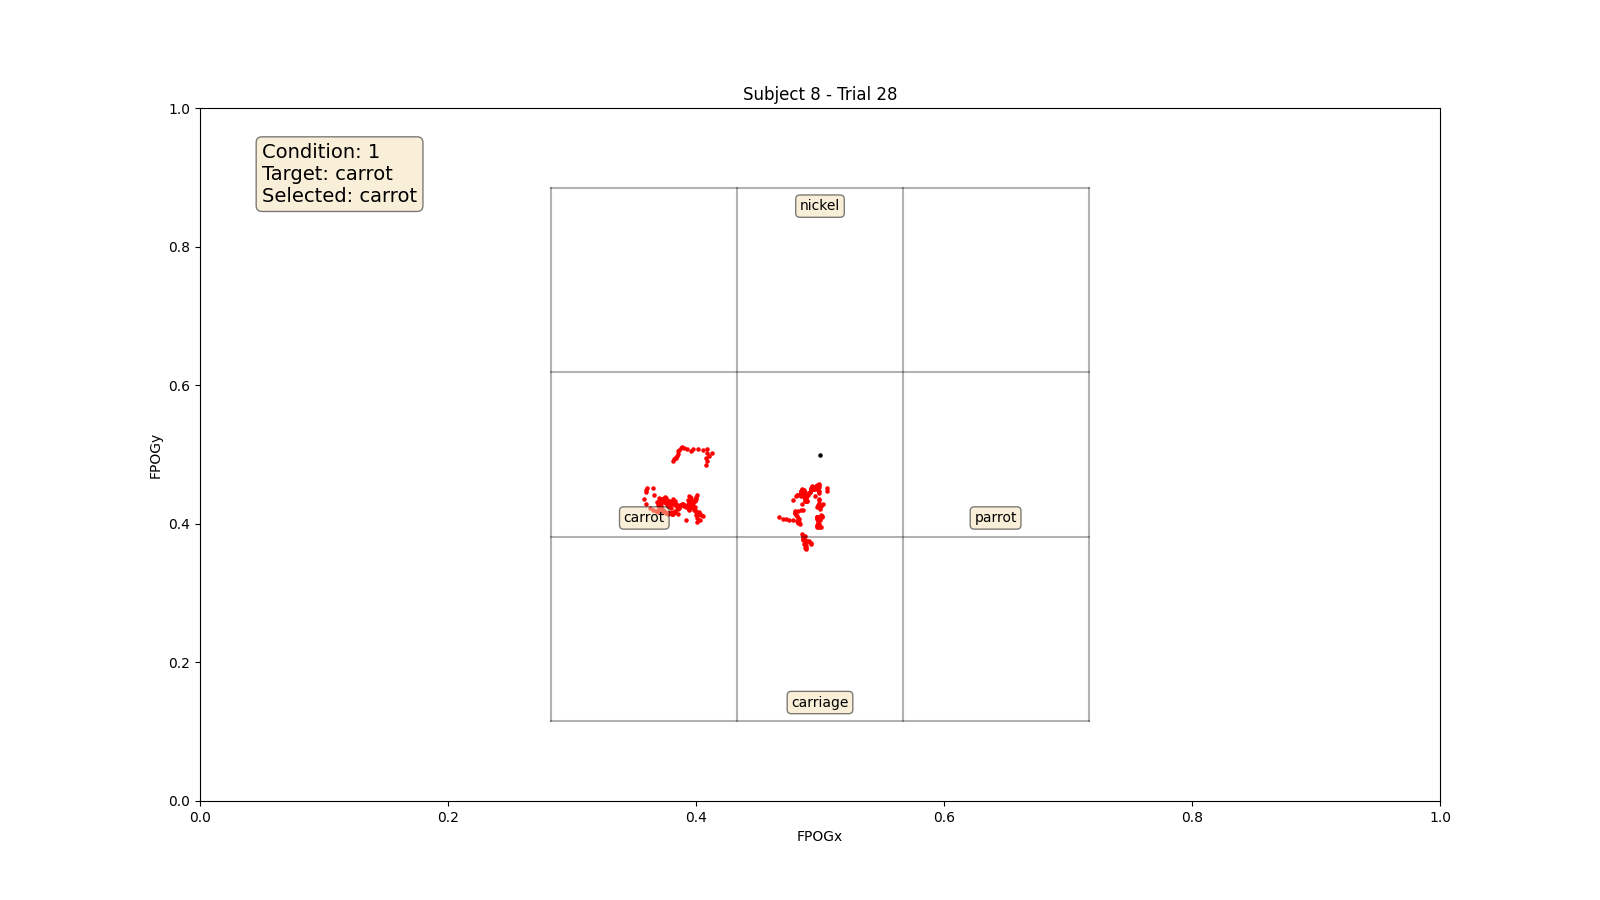 Subject 8 - Trial 28
1.0
Condition: 1
Target: carrot
Selected: carrot
nickel
0.8
0.6
FPOGy
0.4
carrot
parrot
0.2
carriage
0.0
0.0
0.2
0.4
0.6
0.8
1.0
FPOGx